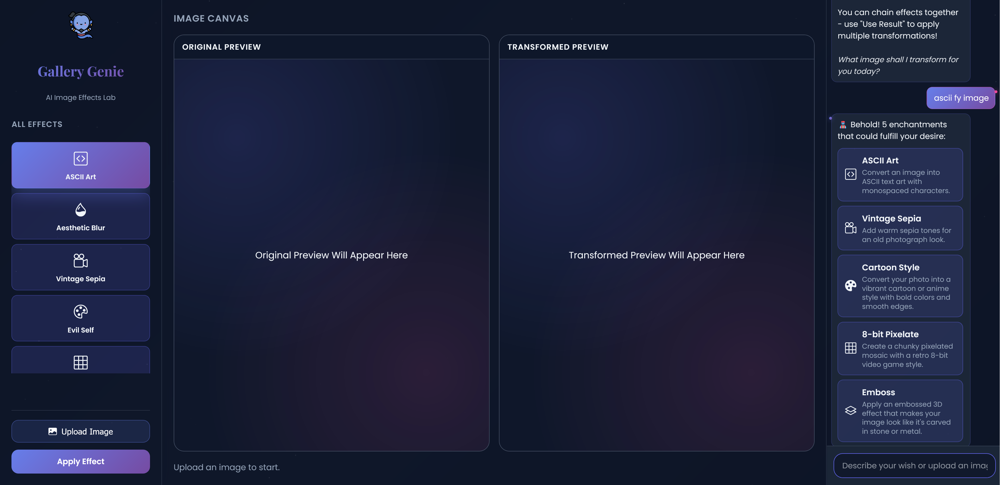 Gallery Genie
AI Image Effects Lab
ALL EFFECTS
ASCII Art
Aesthetic Blur
Vintage Sepia
Evil Self
Upload Image
Apply Effect
IMAGE CANVAS
ORIGINAL PREVIEW
Original Preview Will Appear Here
TRANSFORMED PREVIEW
Transformed Preview Will Appear Here
Upload an image to start.
You can chain effects together
- use "Use Result" to apply
multiple transformations!
What image shall I transform for
you today?
ascii fy image
Behold! 5 enchantments
that could fulfill your desire:
ASCII Art
Convert an image into
ASCII text art with
monospaced characters.
Vintage Sepia
Add warm sepia tones for
an old photograph look.
Cartoon Style
Convert your photo into a
vibrant cartoon or anime
style with bold colors and
smooth edges.
8-bit Pixelate
Create a chunky pixelated
mosaic with a retro 8-bit
video game style.
Emboss
Apply an embossed 3D
effect that makes your
image look like it's carved
in stone or metal.
Describe your wish or upload an